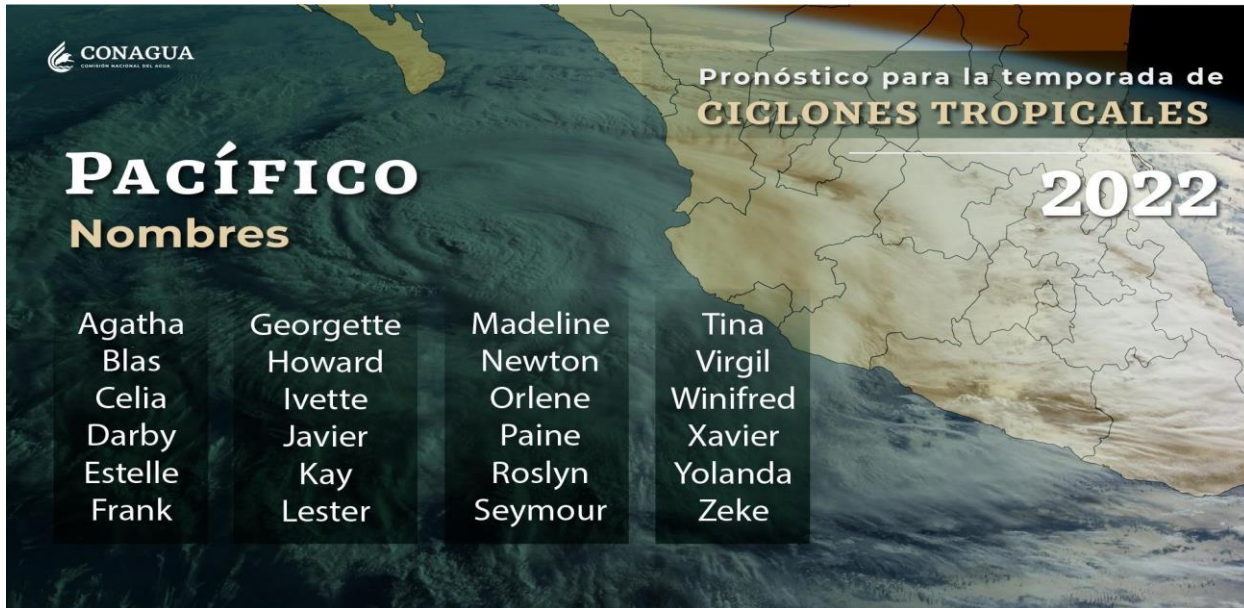 CONAGUA
COMISIÓN NACIONAL DEL AGUA
Pronóstico para la temporada de
CICLONES TROPICALES
2022
PACÍFICO
Nombres
Agatha
Blas
Celia
Darby
Estelle
Frank
Georgette
Howard
Ivette
Javier
Kay
Lester
Madeline
Newton
Orlene
Paine
Roslyn
Seymour
Tina
Virgil
Winifred
Xavier
Yolanda
Zeke